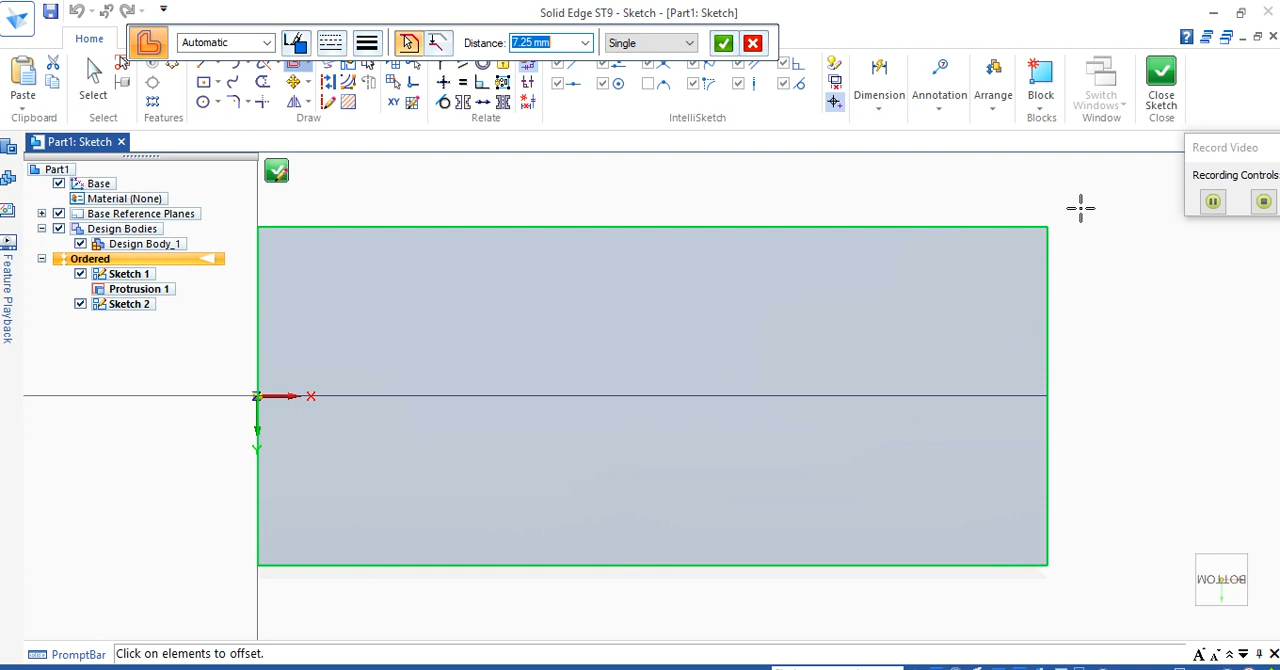 Solid Edge ST9 - Sketch - [Part1: Sketch]
Home
Automatic
Distance: 7.25 mm
Single
Paste
Select
Dimension
Annotation
Arrange
Block
Switch
Windows
Close
Sketch
Clipboard
Select
Features
Draw
XY
Relate
IntelliSketch
Blocks
Window
Close
Part1: Sketch
Record Video
Recording Controls:
Part1
Base
Material (None)
Base Reference Planes
Design Bodies
Design Body_1
Ordered
Sketch 1
Protrusion 1
Sketch 2
Feature Playback
Z
X
Y
BOTTOM
PromptBar
Click on elements to offset.